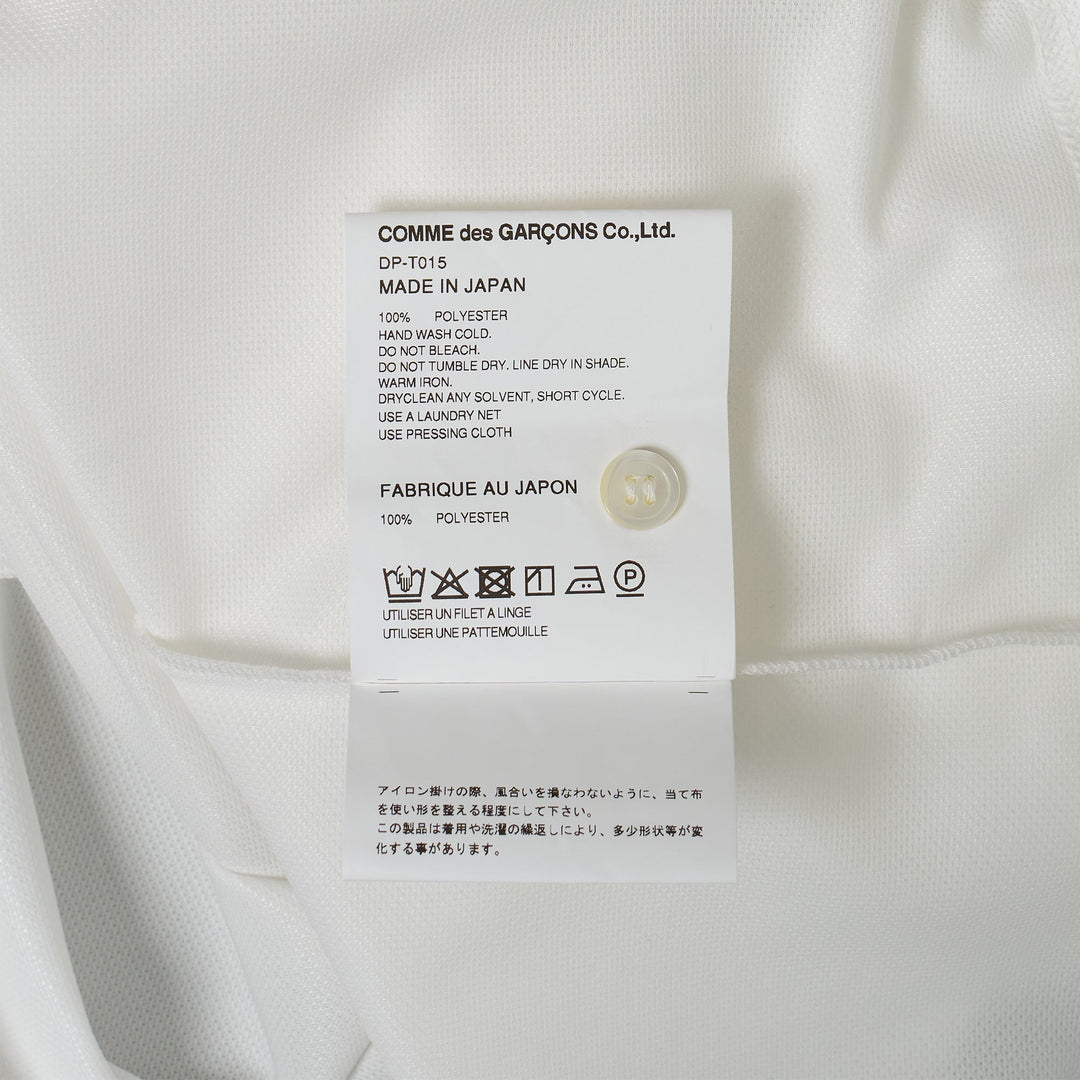 COMME des GARÇONS Co.,Ltd.
DP-T015
MADE IN JAPAN
100% POLYESTER
HAND WASH COLD.
DO NOT BLEACH.
DO NOT TUMBLE DRY. LINE DRY IN SHADE.
WARM IRON.
DRYCLEAN ANY SOLVENT, SHORT CYCLE.
USE A LAUNDRY NET
USE PRESSING CLOTH
FABRIQUE AU JAPON
100% POLYESTER
P
UTILISER UN FILET A LINGE
UTILISER UNE PATTEMOUILLE
アイロン掛けの際、風合いを損なわないように、当て布
を使い形を整える程度にして下さい。
この製品は着用や洗濯の繰返しにより、多少形状等が変
化する事があります。